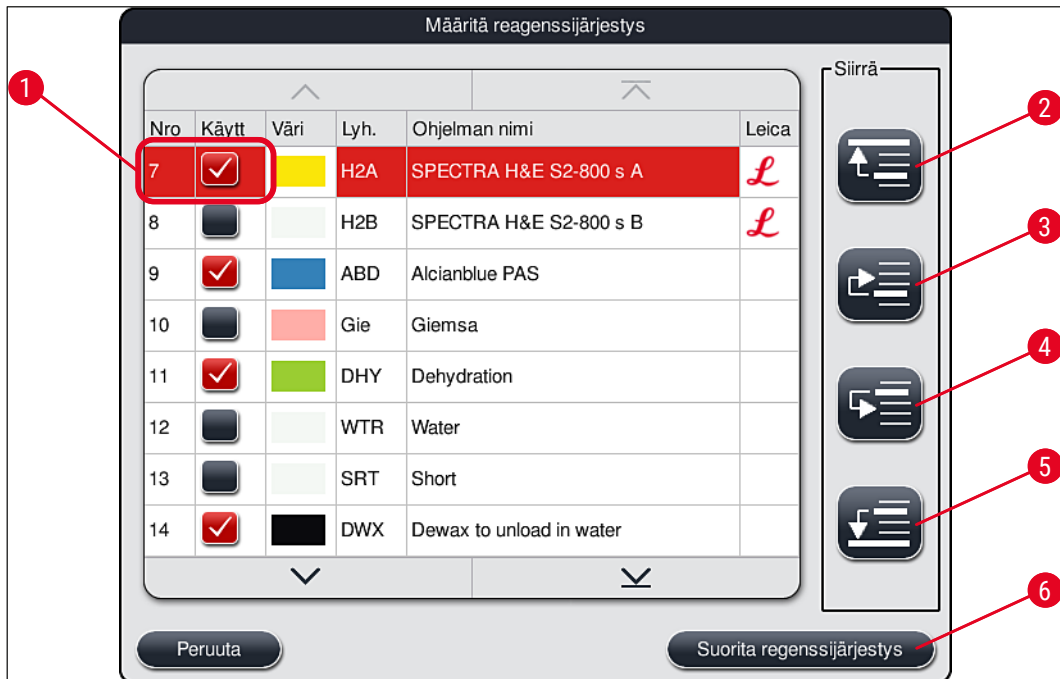 Määritä reagenssijärjestys
1
Siirrä
Nro Käytt Väri Lyh. Ohjelman nimi Leica
7 H2A SPECTRA H&E S2-800 s A
8 H2B SPECTRA H&E S2-800 s B
9 ABD Alcianblue PAS
10 Gie Giemsa
11 DHY Dehydration
12 WTR Water
13 SRT Short
14 DWX Dewax to unload in water
2
3
4
5
6
Peruuta
Suorita regenssijärjestys